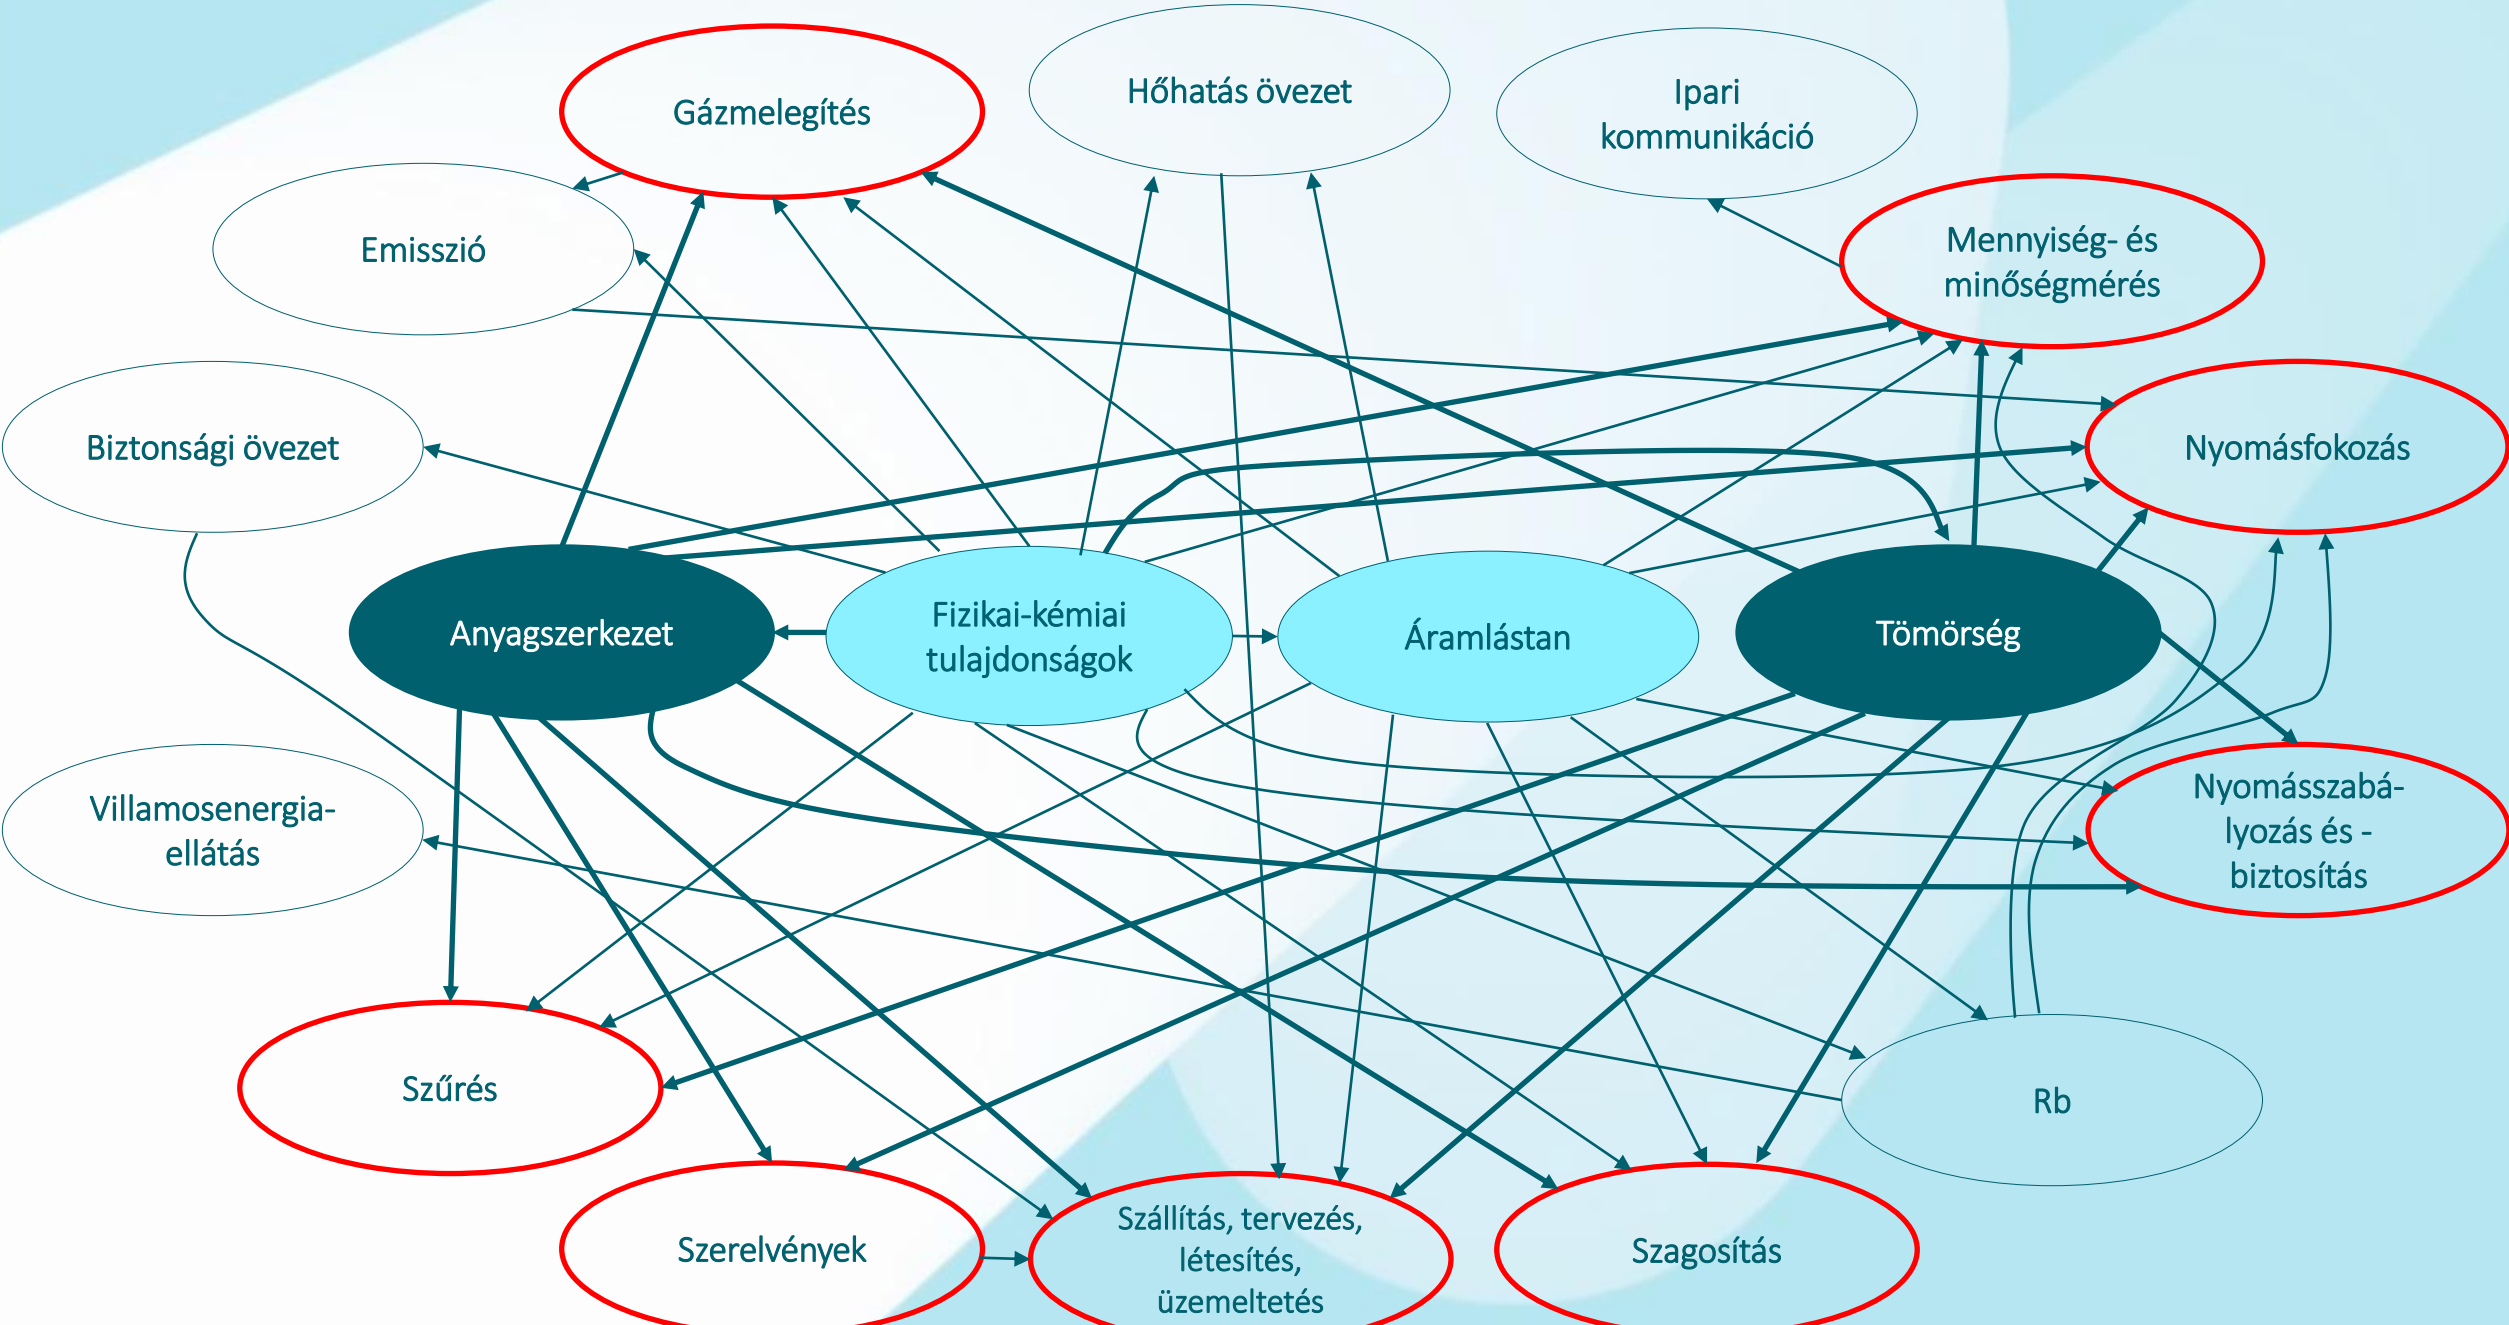 Hőhatás övezet
Gázmelegítés
Ipari
kommunikáció
Emisszió
Mennyiség- és
minőségmérés
Biztonsági övezet
Nyomásfokozás
Anyagszerkezet
Fizikai-kémiai
tulajdonságok
Áramlástan
Tömörség
Villamosenergia-
ellátás
Nyomásszabá-
lyozás és -
biztosítás
Szűrés
Rb
Szerelvények
Szállítás, tervezés,
létesítés,
üzemeltetés
Szagosítás